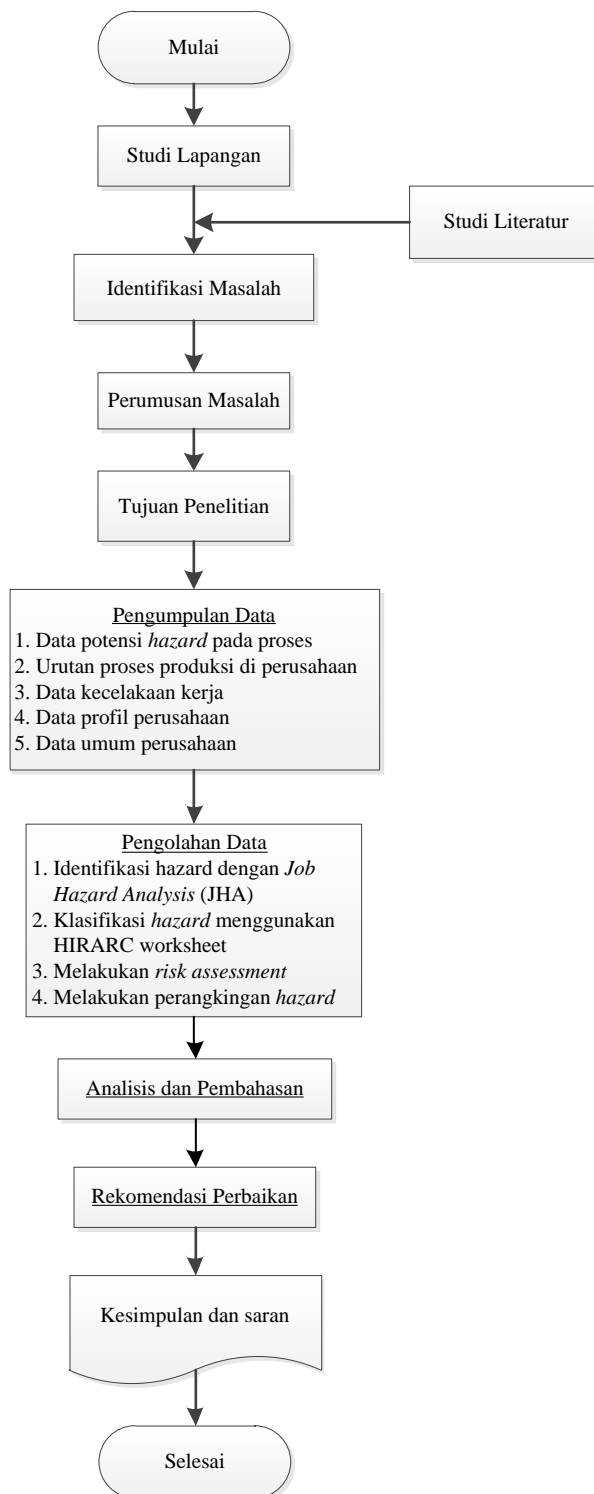 Mulai
Studi Lapangan
Studi Literatur
Identifikasi Masalah
Perumusan Masalah
Tujuan Penelitian
Pengumpulan Data
1. Data potensi hazard pada proses
2. Urutan proses produksi di perusahaan
3. Data kecelakaan kerja
4. Data profil perusahaan
5. Data umum perusahaan
Pengolahan Data
1. Identifikasi hazard dengan Job
Hazard Analysis (JHA)
2. Klasifikasi hazard menggunakan
HIRARC worksheet
3. Melakukan risk assessment
4. Melakukan perangkingan hazard
Analisis dan Pembahasan
Rekomendasi Perbaikan
Kesimpulan dan saran
Selesai